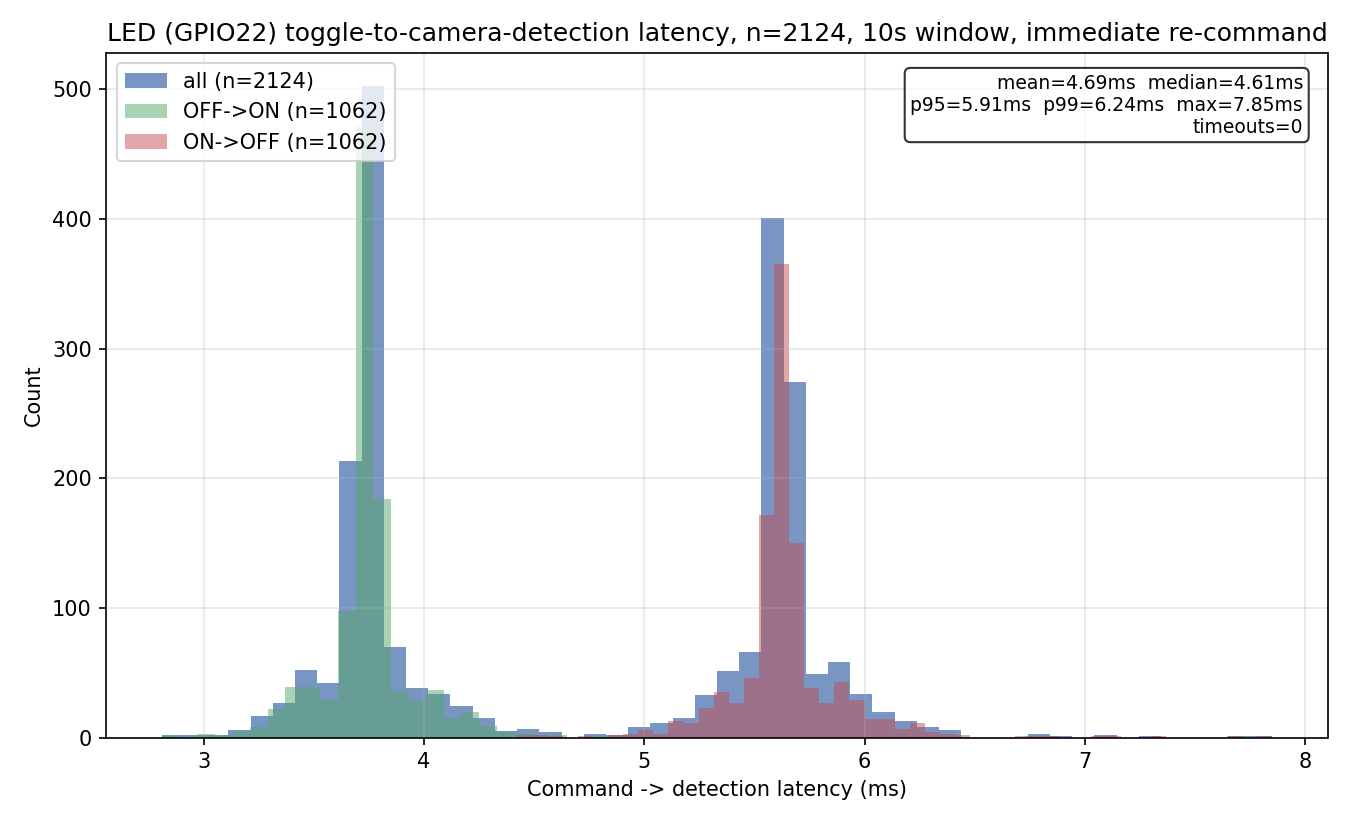 LED (GPIO22) toggle-to-camera-detection latency, n=2124, 10s window, immediate re-command
all (n=2124)
OFF->ON (n=1062)
ON->OFF (n=1062)
mean=4.69ms  median=4.61ms
p95=5.91ms  p99=6.24ms  max=7.85ms
timeouts=0
Count
500
400
300
200
100
0
3 4 5 6 7 8
Command -> detection latency (ms)